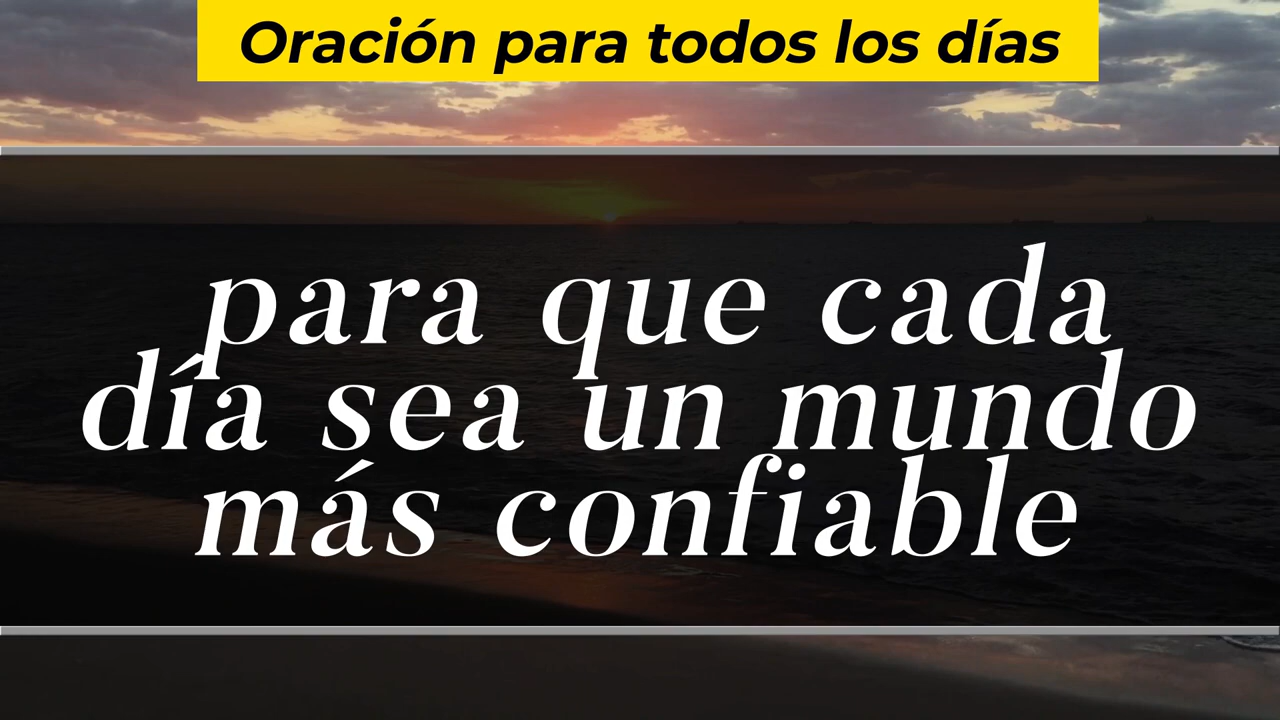 Oración para todos los días
para que cada
día sea un mundo
más confiable